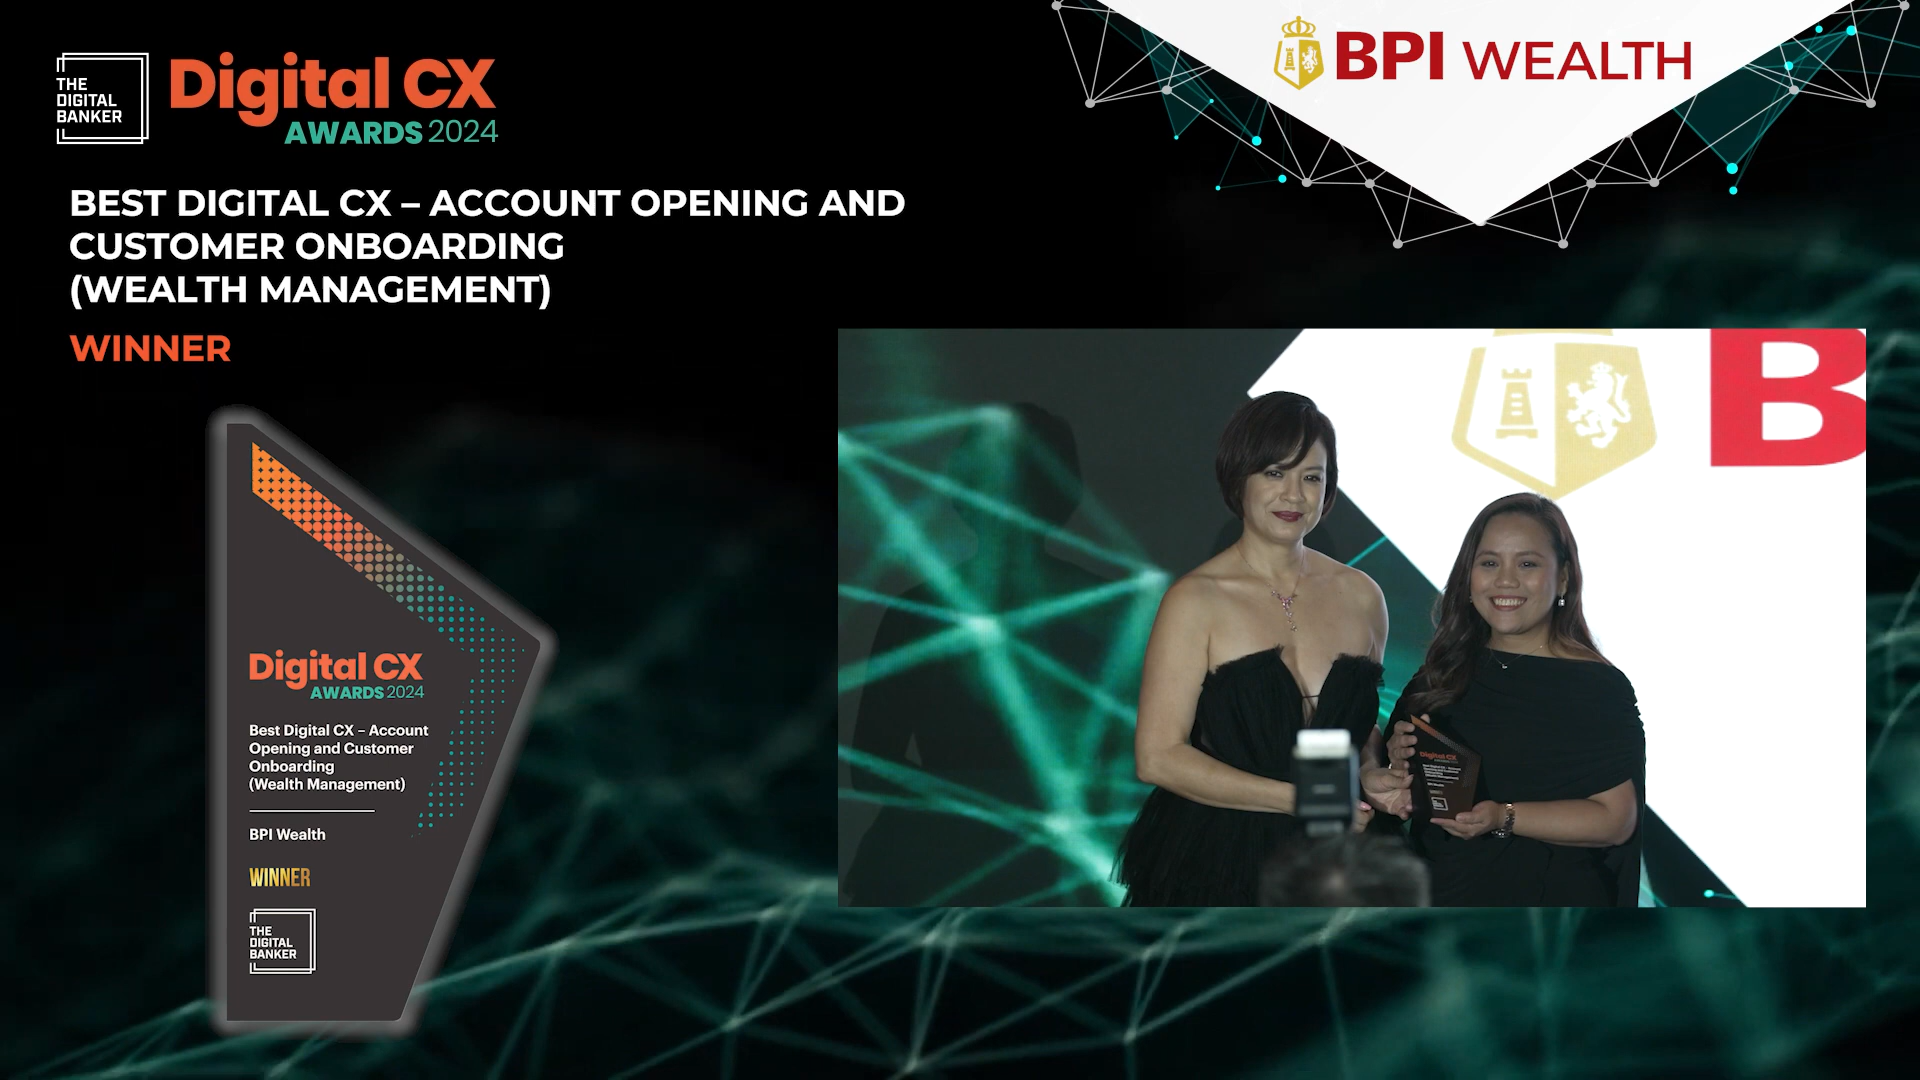 THE
DIGITAL
BANKER
Digital CX
AWARDS 2024
BPI WEALTH
BEST DIGITAL CX – ACCOUNT OPENING AND
CUSTOMER ONBOARDING
(WEALTH MANAGEMENT)
WINNER
Digital CX
AWARDS 2024
Best Digital CX – Account
Opening and Customer
Onboarding
(Wealth Management)
BPI Wealth
WINNER
THE
DIGITAL
BANKER
B
Digital CX